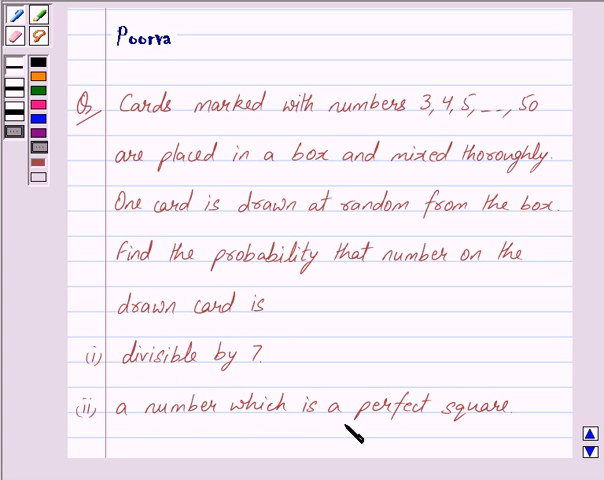 Poorva
Q Cards marked with numbers 3, 4, 5, ---, 50
are placed in a box and mixed thoroughly.
One card is drawn at random from the box.
Find the probability that number on the
drawn card is
(i) divisible by 7.
(ii) a number which is a perfect square.